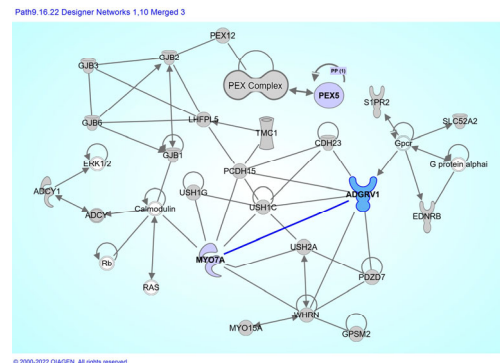 Path9.16.22 Designer Networks 1,10 Merged 3
PEX12
GJB2
GJB3
PEX Complex
PP (1)
PEX5
S1PR2
SLC52A2
GJB6
LHFPL5
TMC1
CDH23
Gpcr
ERK1/2
GJB1
PCDH15
G protein alphai
ADCY1
USH1G
USH1C
ADGRV1
ADCY
Calmodulin
EDNRB
Rb
MYO7A
USH2A
RAS
PDZD7
MYO15A
WHRN
GPSM2
© 2000-2022 QIAGEN. All rights reserved.